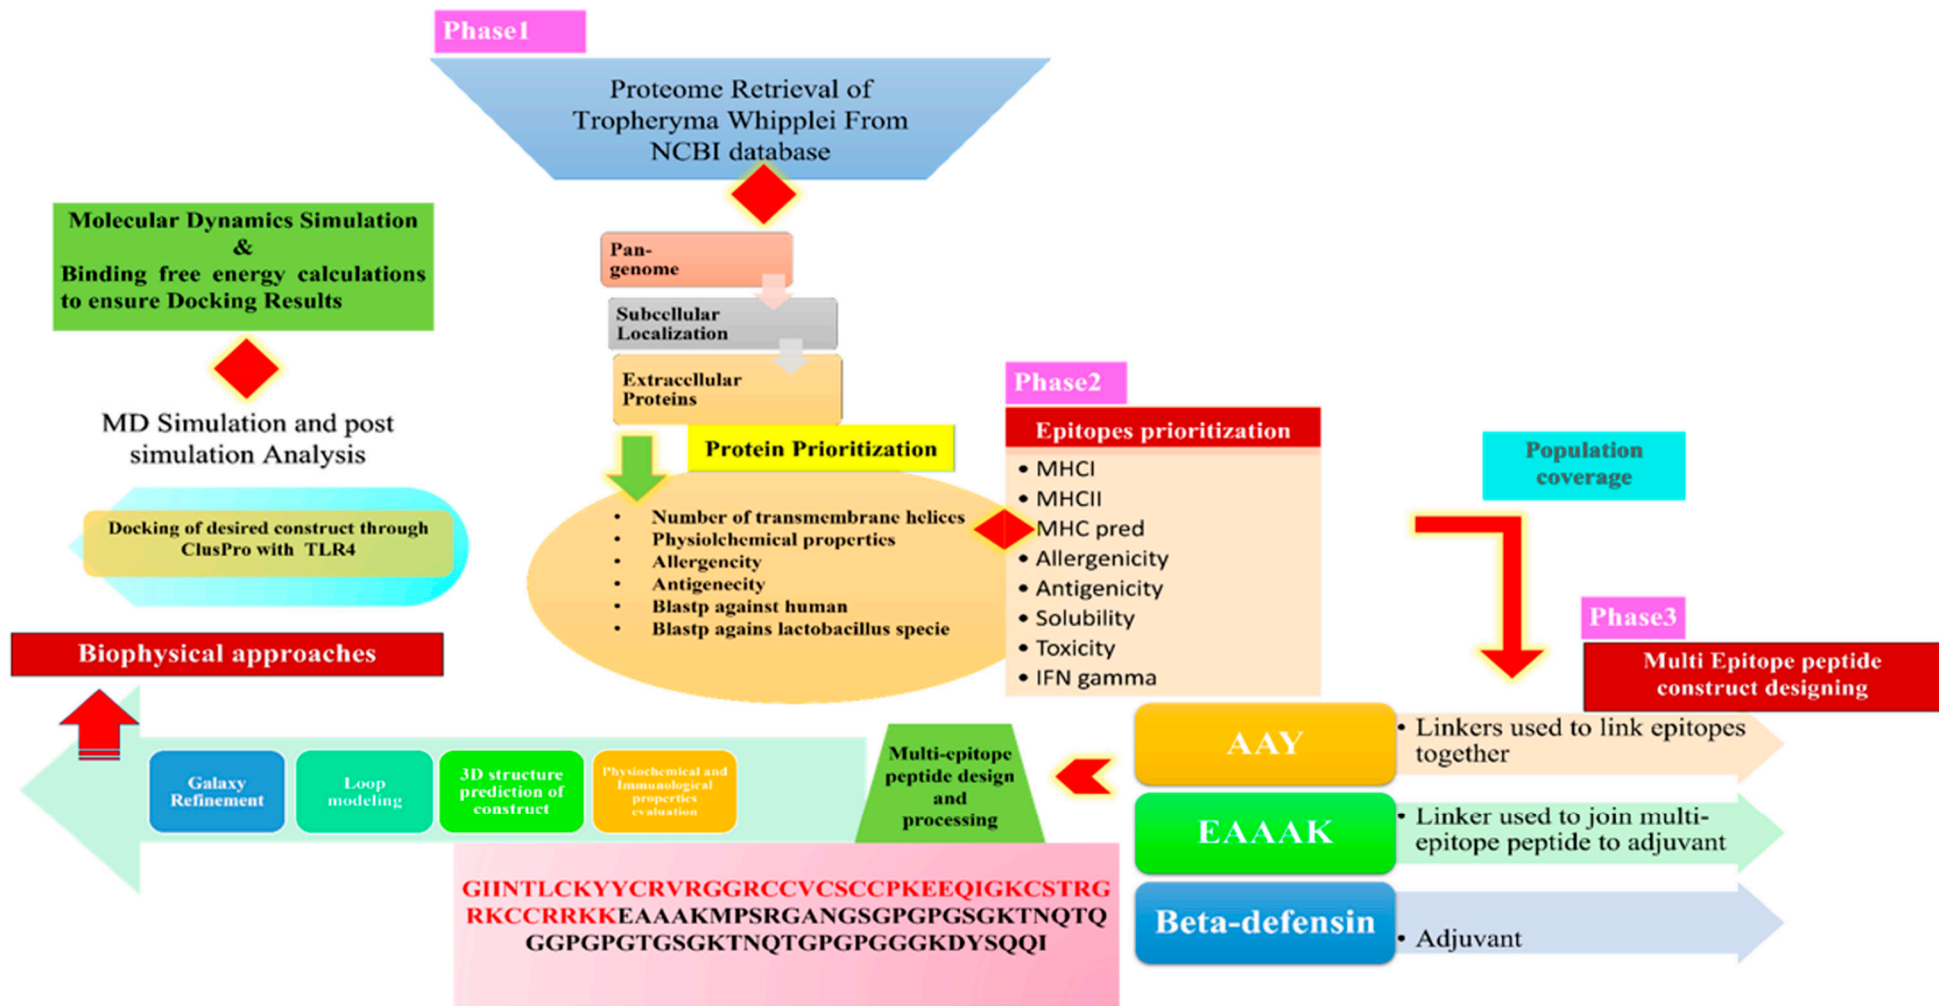 Phase1
Proteome Retrieval of
Tropheryma Whipplei From
NCBI database
Pan-
genome
Subcellular
Localization
Extracellular
Proteins
Protein Prioritization
• Number of transmembrane helices
• Physiolchemical properties
• Allergencity
• Antigenecity
• Blastp against human
• Blastp agains lactobacillus specie
Phase2
Epitopes prioritization
• MHCI
• MHCII
MHC pred
• Allergenicity
• Antigenicity
• Solubility
• Toxicity
• IFN gamma
Population
coverage
Phase3
Multi Epitope peptide
construct designing
AAY
• Linkers used to link epitopes
together
EAAAK
• Linker used to join multi-
epitope peptide to adjuvant
Beta-defensin
• Adjuvant
Multi-epitope
peptide design
and
processing
GIINTLCKYYCRVRGGRCCVCSCCPKEEQIGKCSTRG
RKCCRRKKEAAAKMPSRGANGSGPGPGSGKTNQTQ
GGPGPGTGSGKTNQTGPGPGGGKDYSQQI
Physiochemical and
Immunological
properties
evaluation
3D structure
prediction of
construct
Loop
modeling
Galaxy
Refinement
Biophysical approaches
Docking of desired construct through
ClusPro with TLR4
MD Simulation and post
simulation Analysis
Molecular Dynamics Simulation
&
Binding free energy calculations
to ensure Docking Results